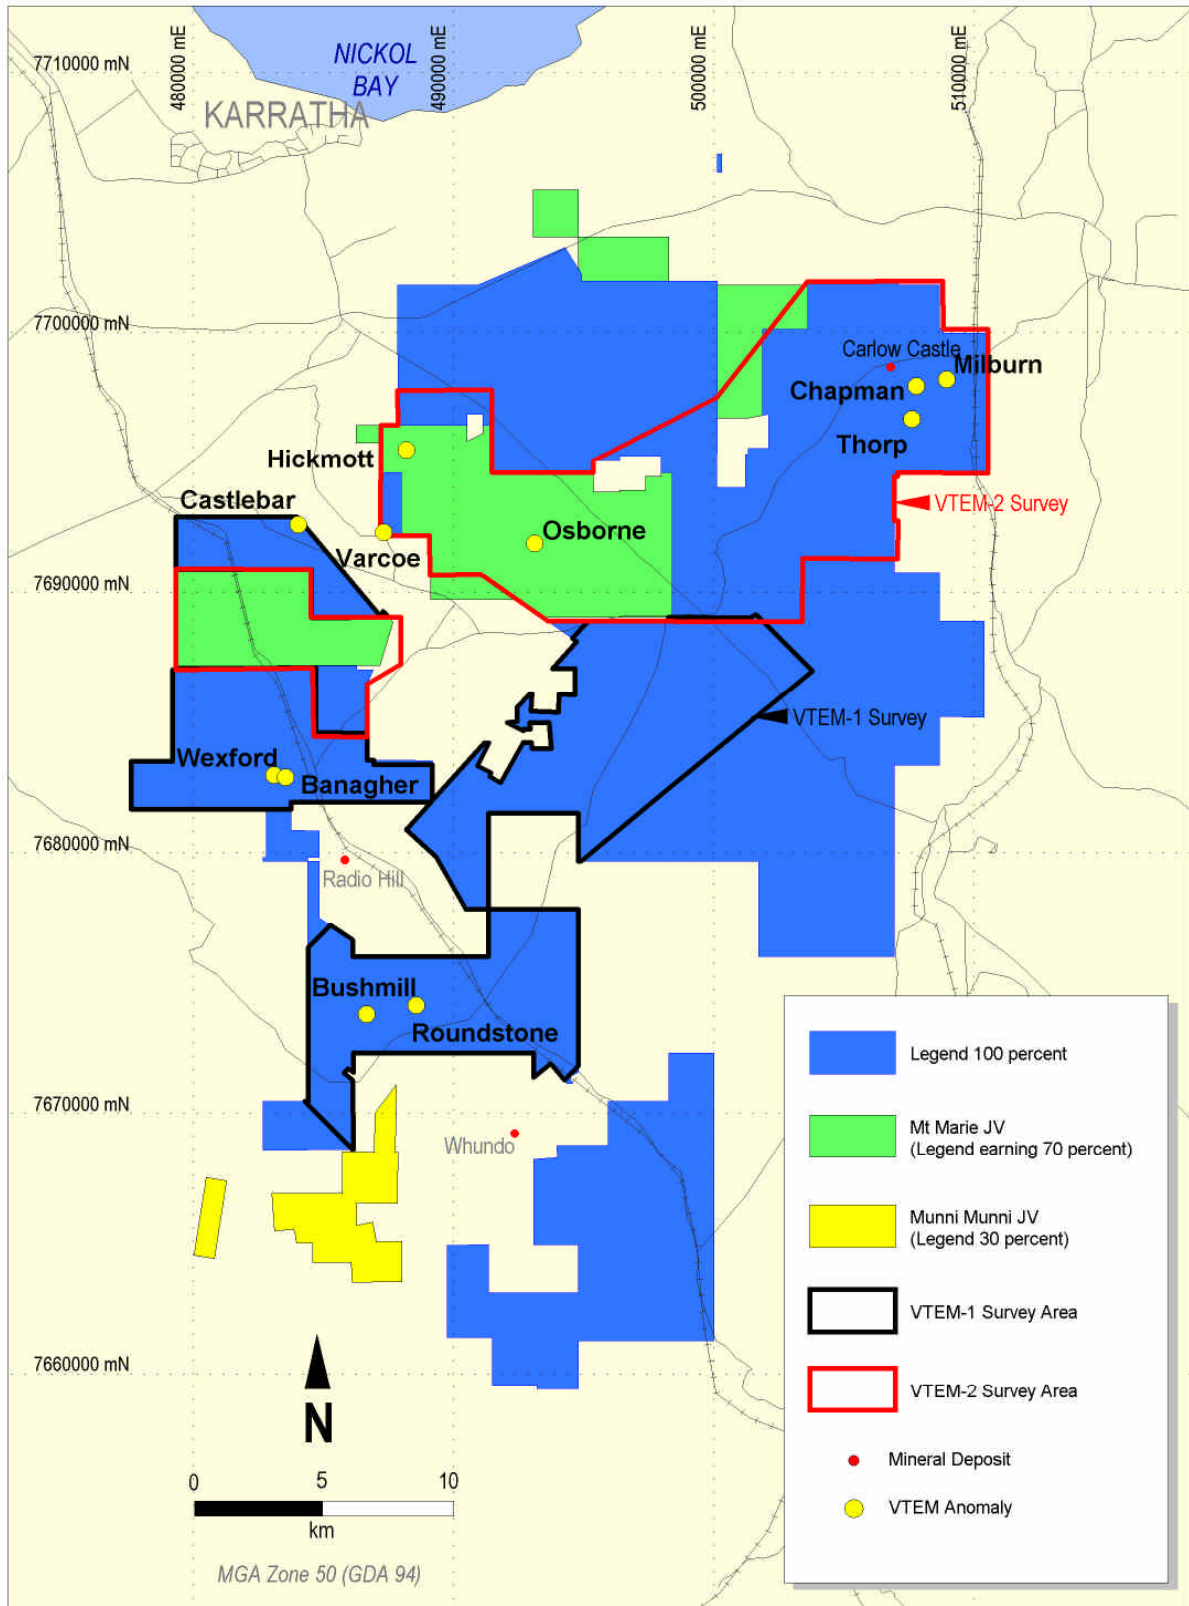 7710000 mN
480000 mE
490000 mE
500000 mE
510000 mE
NICKOL
BAY
KARRATHA
7700000 mN
Carlow Castle
Milburn
Chapman
Thorp
Hickmott
Castlebar
VTEM-2 Survey
Osborne
Varcoe
7690000 mN
VTEM-1 Survey
Wexford
Banagher
7680000 mN
Radio Hill
Bushmill
Roundstone
7670000 mN
Whundo
7660000 mN
N
0 5 10
km
MGA Zone 50 (GDA 94)
Legend 100 percent
Mt Marie JV
(Legend earning 70 percent)
Munni Munni JV
(Legend 30 percent)
VTEM-1 Survey Area
VTEM-2 Survey Area
Mineral Deposit
VTEM Anomaly